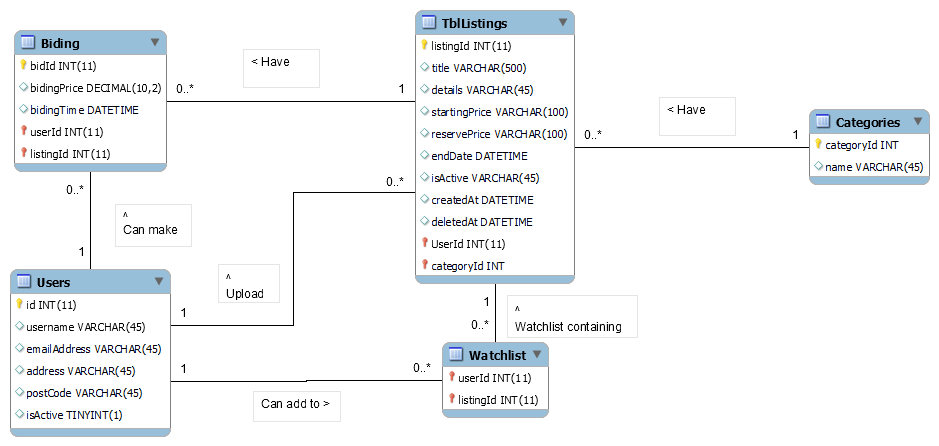 Biding
bidId INT(11)
bidingPrice DECIMAL(10,2)
bidingTime DATETIME
userId INT(11)
listingId INT(11)
< Have
0..*
1
TblListings
listingId INT(11)
title VARCHAR(500)
details VARCHAR(45)
startingPrice VARCHAR(100)
reservePrice VARCHAR(100)
endDate DATETIME
isActive VARCHAR(45)
createdAt DATETIME
deletedAt DATETIME
UserId INT(11)
categoryId INT
< Have
0..*
1
Categories
categoryId INT
name VARCHAR(45)
0..*
^
Can make
1
0..*
^
Upload
1
Users
id INT(11)
username VARCHAR(45)
emailAddress VARCHAR(45)
address VARCHAR(45)
postCode VARCHAR(45)
isActive TINYINT(1)
1
^
Watchlist containing
0..*
1
0..*
Can add to >
Watchlist
userId INT(11)
listingId INT(11)